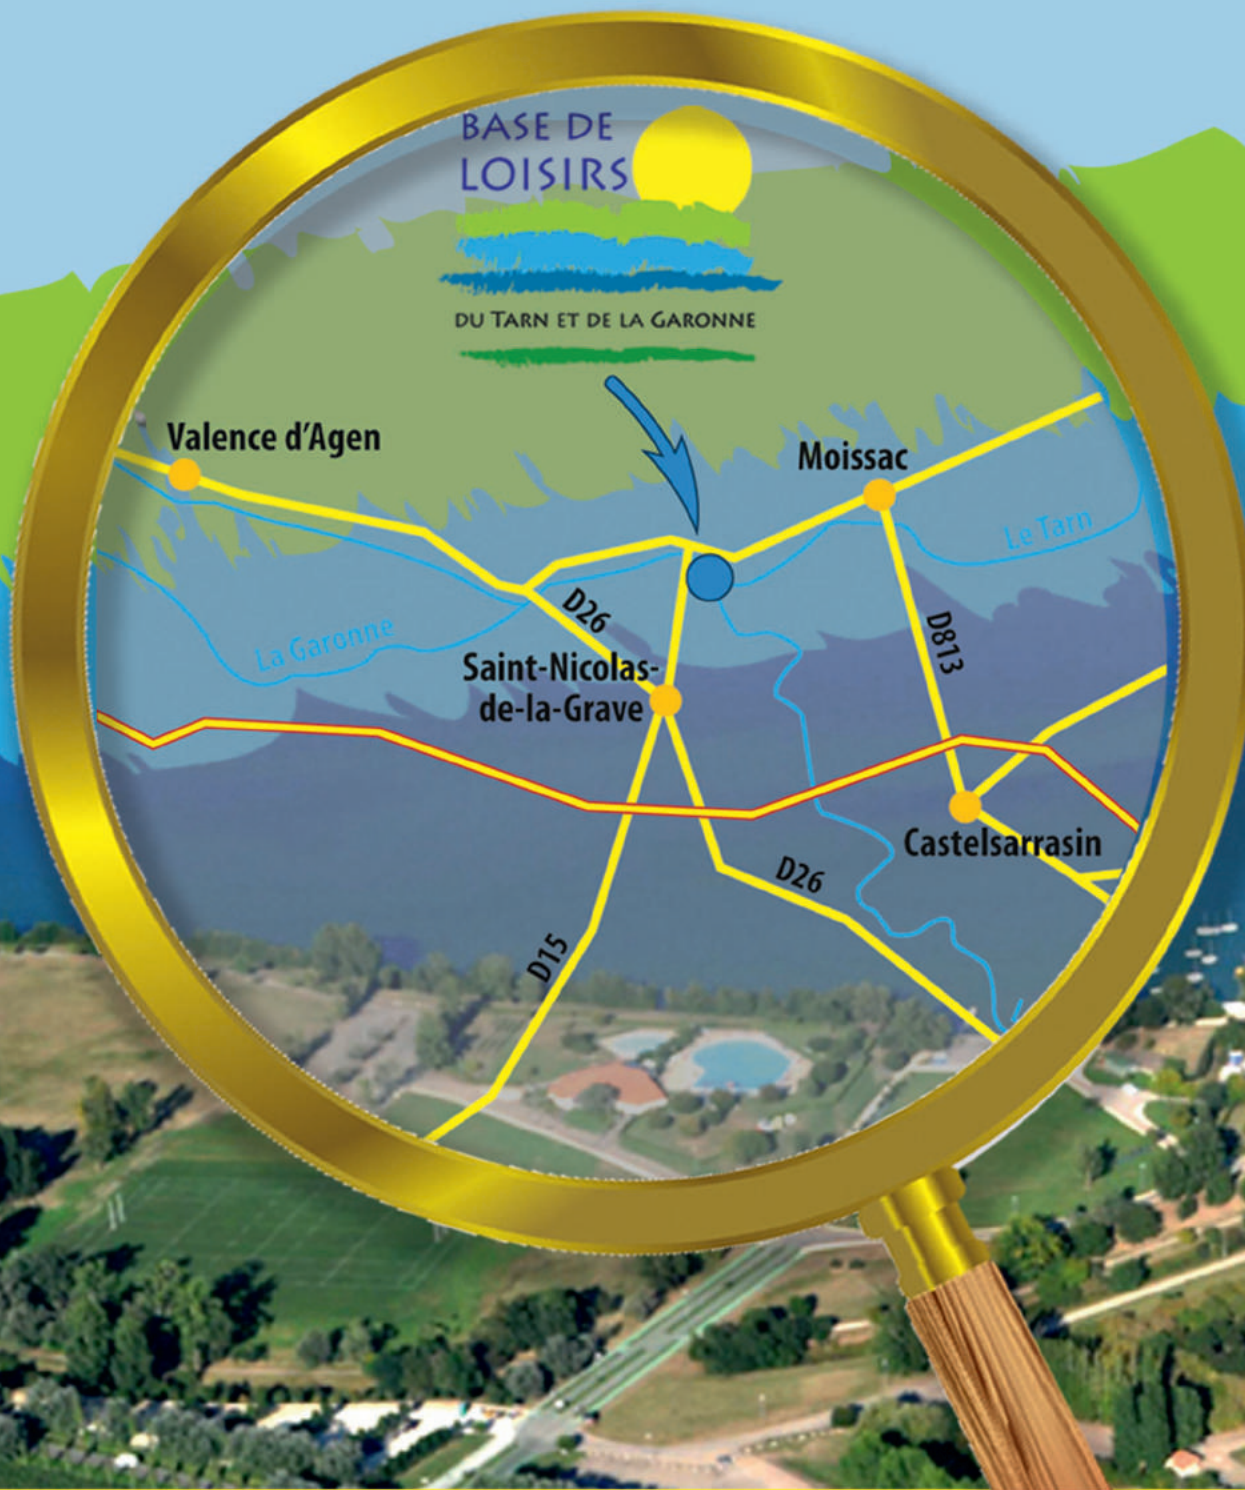 BASE DE
LOISIRS
DU TARN ET DE LA GARONNE
Valence d'Agen
Moissac
Le Tarn
D26
La Garonne
D813
Saint-Nicolas-
de-la-Grave
Castelsarrasin
D26
D15